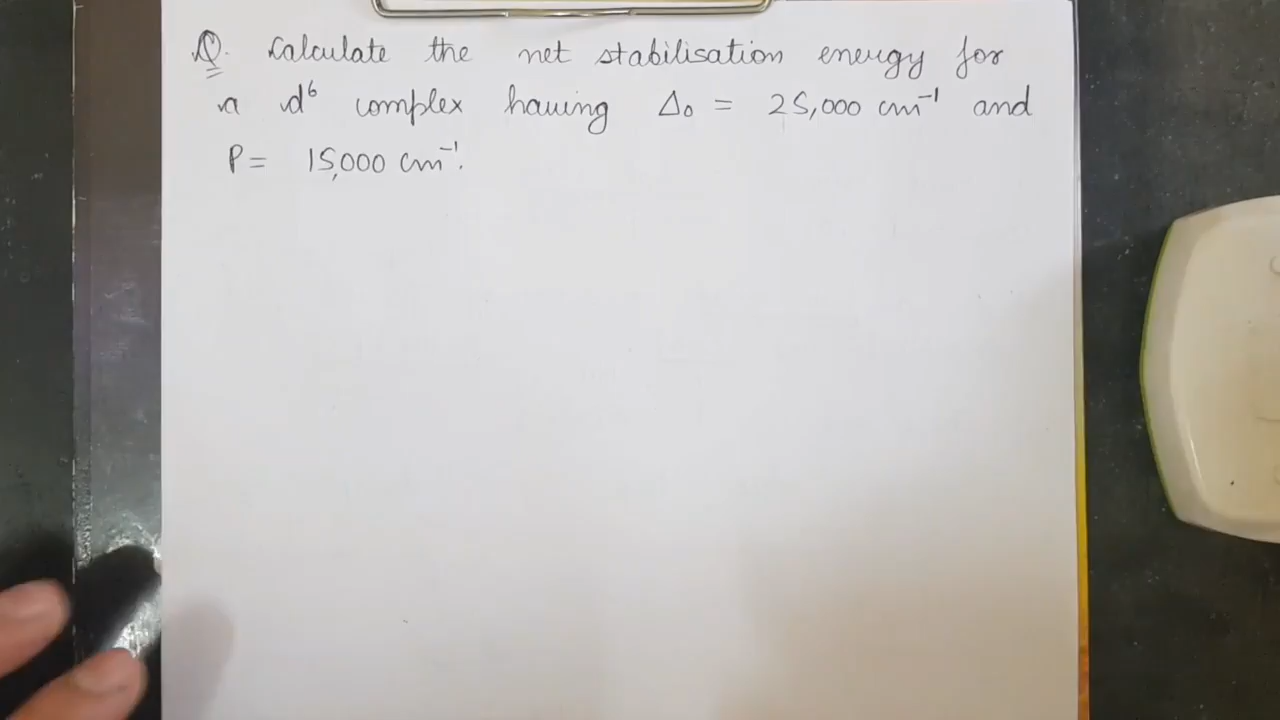 Q. Calculate the net stabilisation energy for
a d⁶ complex having Δ₀ = 25,000 cm⁻¹ and
P = 15,000 cm⁻¹.